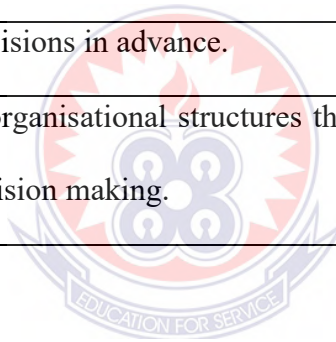 isions in advance.
organisational structures th
ision making.
EDUCATION FOR SERVICE